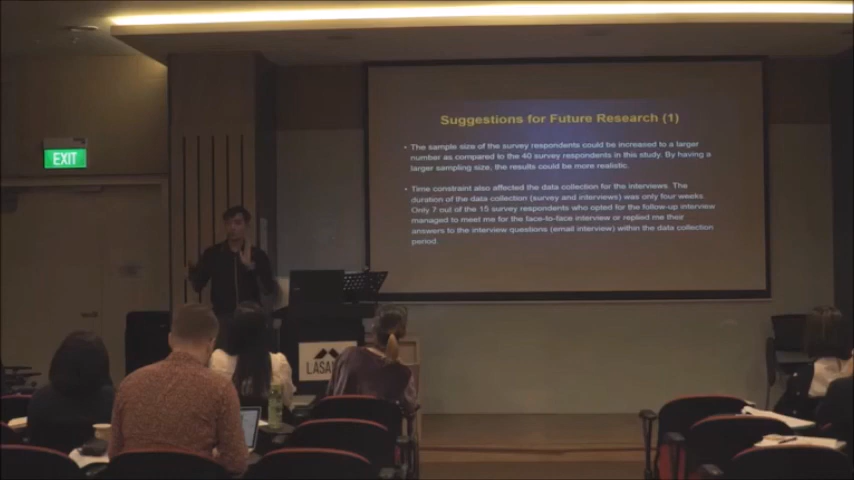 EXIT
Suggestions for Future Research (1)
• The sample size of the survey respondents could be increased to a larger
number as compared to the 40 survey respondents in this study. By having a
larger sampling size, the results could be more realistic.
• Time constraint also affected the data collection for the interviews. The
duration of the data collection (survey and interviews) was only four weeks.
Only 7 out of the 15 survey respondents who opted for the follow-up interview
managed to meet me for the face-to-face interview or replied me their
answers to the interview questions (email interview) within the data collection
period.